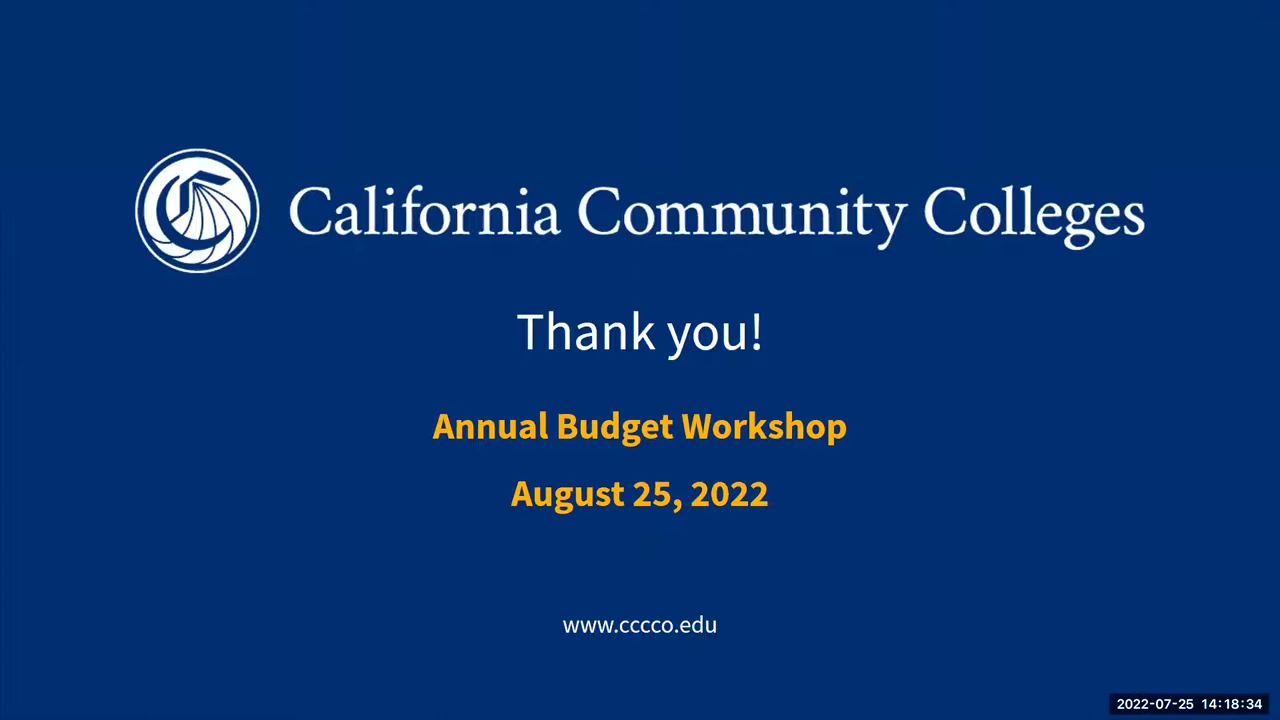 California Community Colleges
Thank you!
Annual Budget Workshop
August 25, 2022
www.cccco.edu
2022-07-25 14:18:34